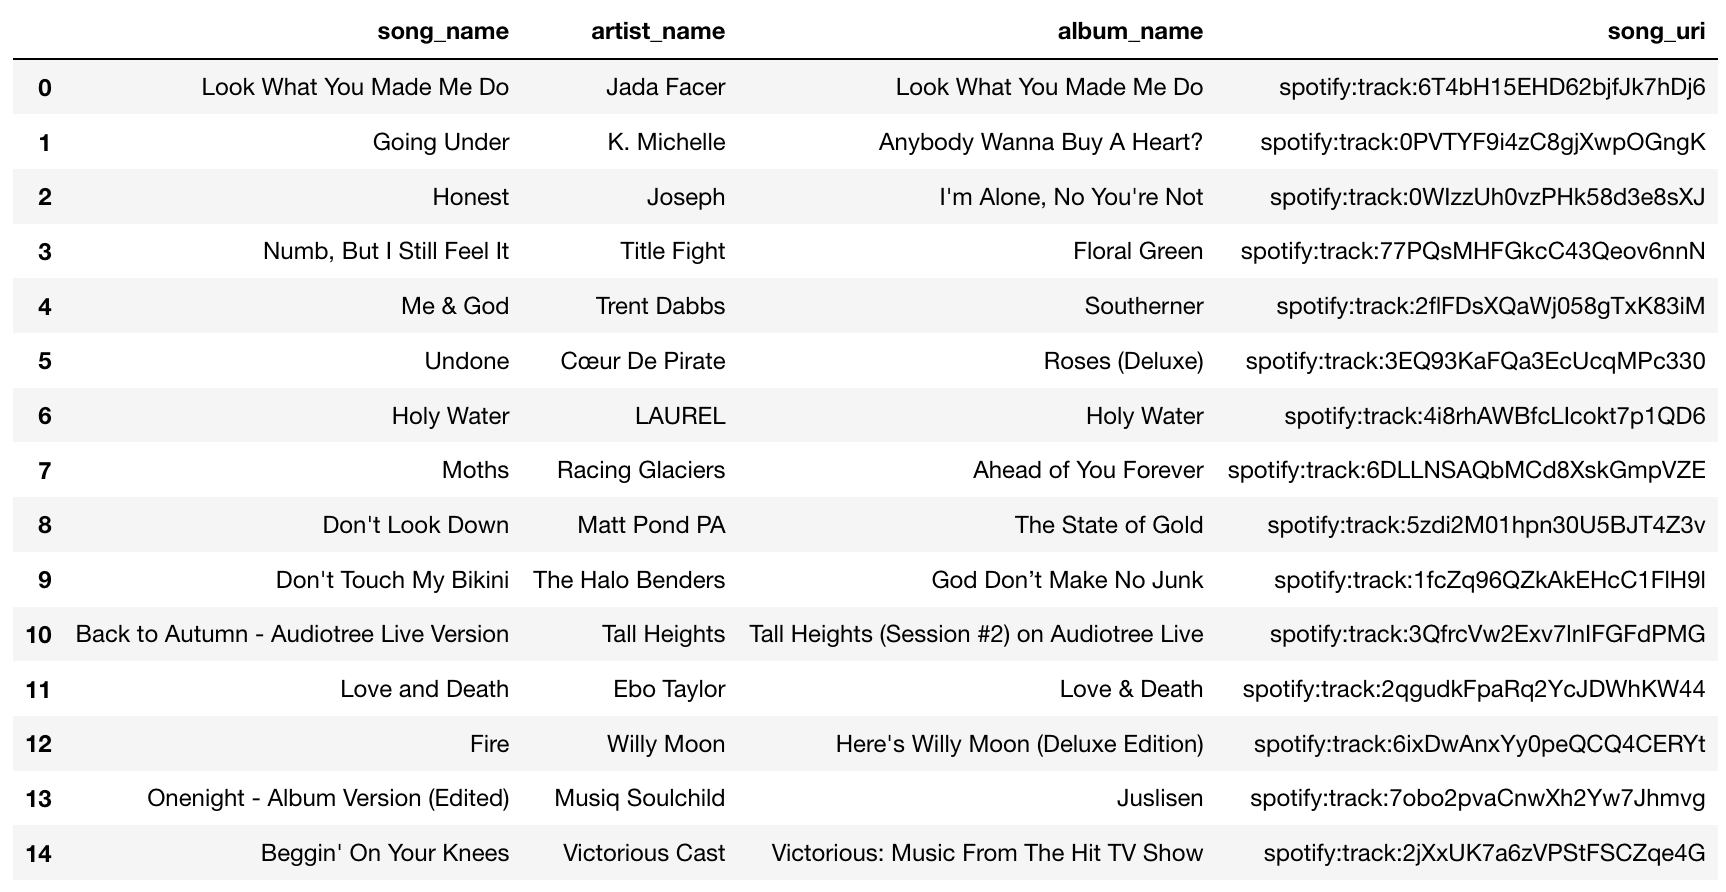 song_name artist_name album_name song_uri
0 Look What You Made Me Do Jada Facer Look What You Made Me Do spotify:track:6T4bH15EHD62bjfJk7hDj6
1 Going Under K. Michelle Anybody Wanna Buy A Heart? spotify:track:0PVTYF9i4zC8gjXwpOGngK
2 Honest Joseph I'm Alone, No You're Not spotify:track:0WIzzUh0vzPHk58d3e8sXJ
3 Numb, But I Still Feel It Title Fight Floral Green spotify:track:77PQsMHFGkcC43Qeov6nnN
4 Me & God Trent Dabbs Southerner spotify:track:2flFDsXQaWj058gTxK83iM
5 Undone Cœur De Pirate Roses (Deluxe) spotify:track:3EQ93KaFQa3EcUcqMPc330
6 Holy Water LAUREL Holy Water spotify:track:4i8rhAWBfcLIcokt7p1QD6
7 Moths Racing Glaciers Ahead of You Forever spotify:track:6DLLNSAQbMCd8XskGmpVZE
8 Don't Look Down Matt Pond PA The State of Gold spotify:track:5zdi2M01hpn30U5BJT4Z3v
9 Don't Touch My Bikini The Halo Benders God Don’t Make No Junk spotify:track:1fcZq96QZkAkEHcC1FlH9l
10 Back to Autumn - Audiotree Live Version Tall Heights Tall Heights (Session #2) on Audiotree Live spotify:track:3QfrcVw2Exv7lnlFGFdPMG
11 Love and Death Ebo Taylor Love & Death spotify:track:2qgudkFpaRq2YcJDWhKW44
12 Fire Willy Moon Here's Willy Moon (Deluxe Edition) spotify:track:6ixDwAnxYy0peQCQ4CERYt
13 Onenight - Album Version (Edited) Musiq Soulchild Juslisen spotify:track:7obo2pvaCnwXh2Yw7Jhmvg
14 Beggin' On Your Knees Victorious Cast Victorious: Music From The Hit TV Show spotify:track:2jXxUK7a6zVPStFSCZqe4G